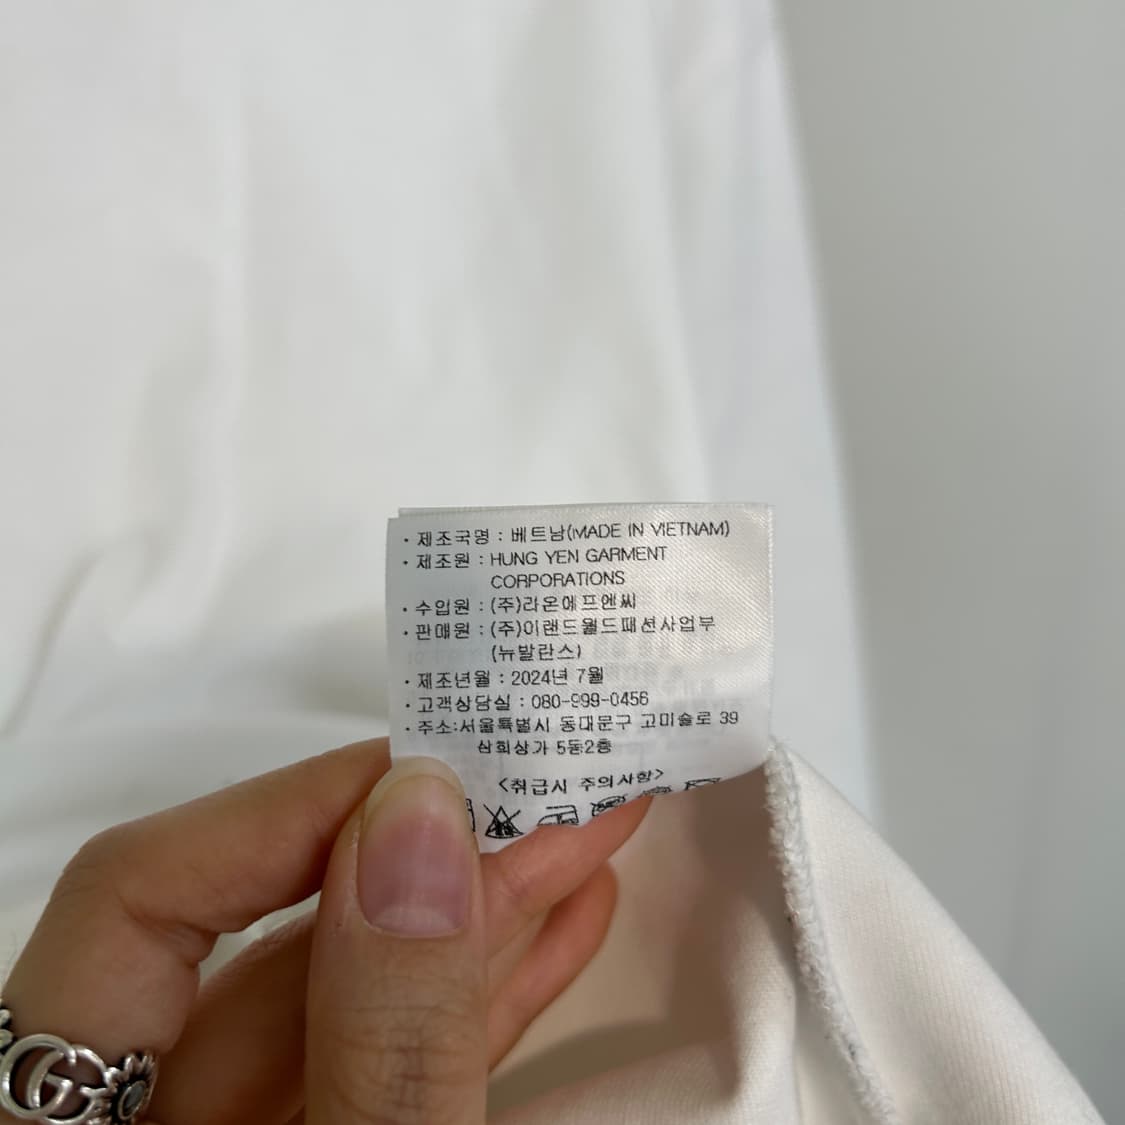 · 제조국명 : 베트남(MADE IN VIETNAM)
· 제조원 : HUNG YEN GARMENT
CORPORATIONS
· 수입원 : (주)라온에프엔씨
· 판매원 : (주)이랜드월드패션사업부
(뉴발란스)
· 제조년월 : 2024년 7월
· 고객상담실 : 080-999-0456
· 주소:서울특별시 동대문구 고미술로 39
삼희상가 5동2층
<취급시 주의사항>